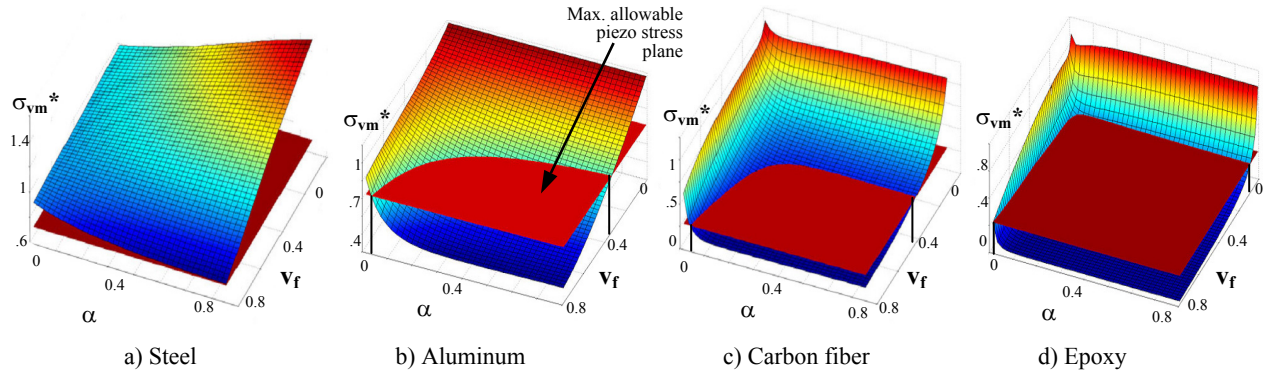 Max. allowable
piezo stress
plane
σvm*
1.4
1
.6
0
0.4
0.8
α
0
0.4
0.8
vf
a) Steel
σvm*
1
.7
.4
0
0.4
0.8
α
0
0.4
vf
b) Aluminum
σvm*
1
.5
0
0
0.4
0.8
α
0
0.4
0.8
vf
c) Carbon fiber
σvm*
.8
.4
0
0
0.4
0.8
α
0
0.4
0.8
vf
d) Epoxy